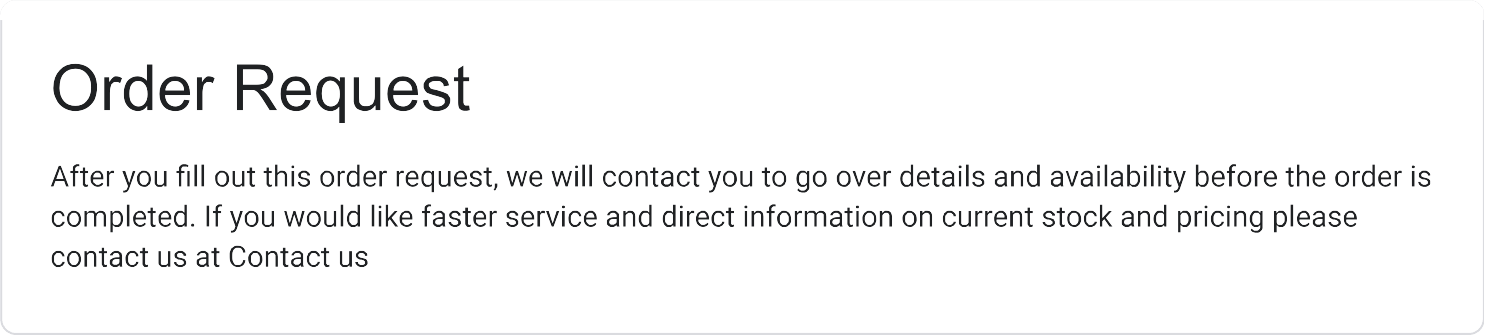 Order Request
After you fill out this order request, we will contact you to go over details and availability before the order is
completed. If you would like faster service and direct information on current stock and pricing please
contact us at Contact us